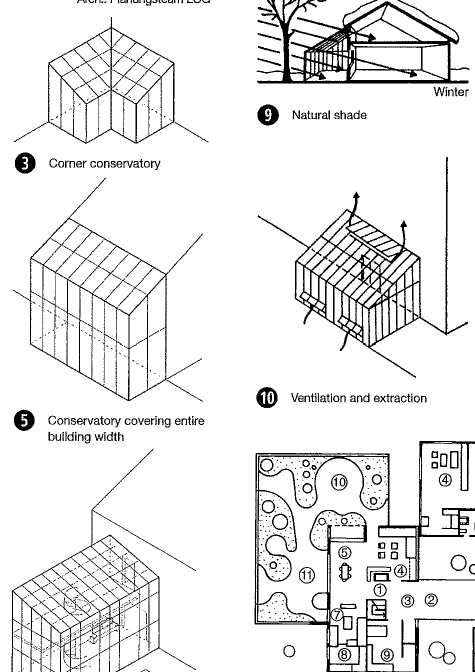 Arch.: Planungsteam LOG
Winter
9 Natural shade
3 Corner conservatory
10 Ventilation and extraction
5 Conservatory covering entire
building width
10
4
5
4
11
1
3 2
7
8 9